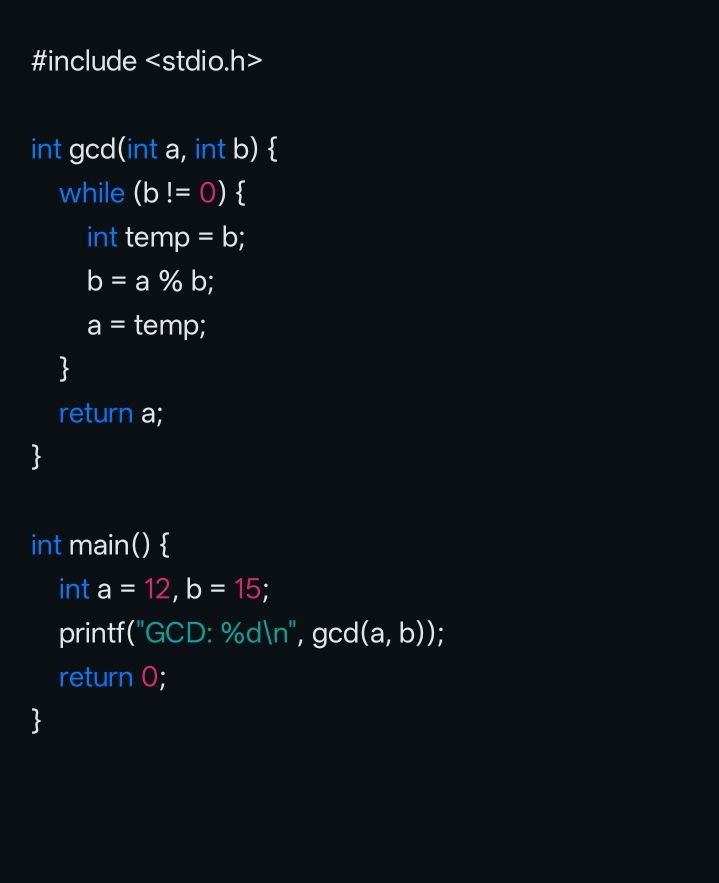 #include <stdio.h>

int gcd(int a, int b) {
    while (b != 0) {
        int temp = b;
        b = a % b;
        a = temp;
    }
    return a;
}

int main() {
    int a = 12, b = 15;
    printf("GCD: %d\n", gcd(a, b));
    return 0;
}